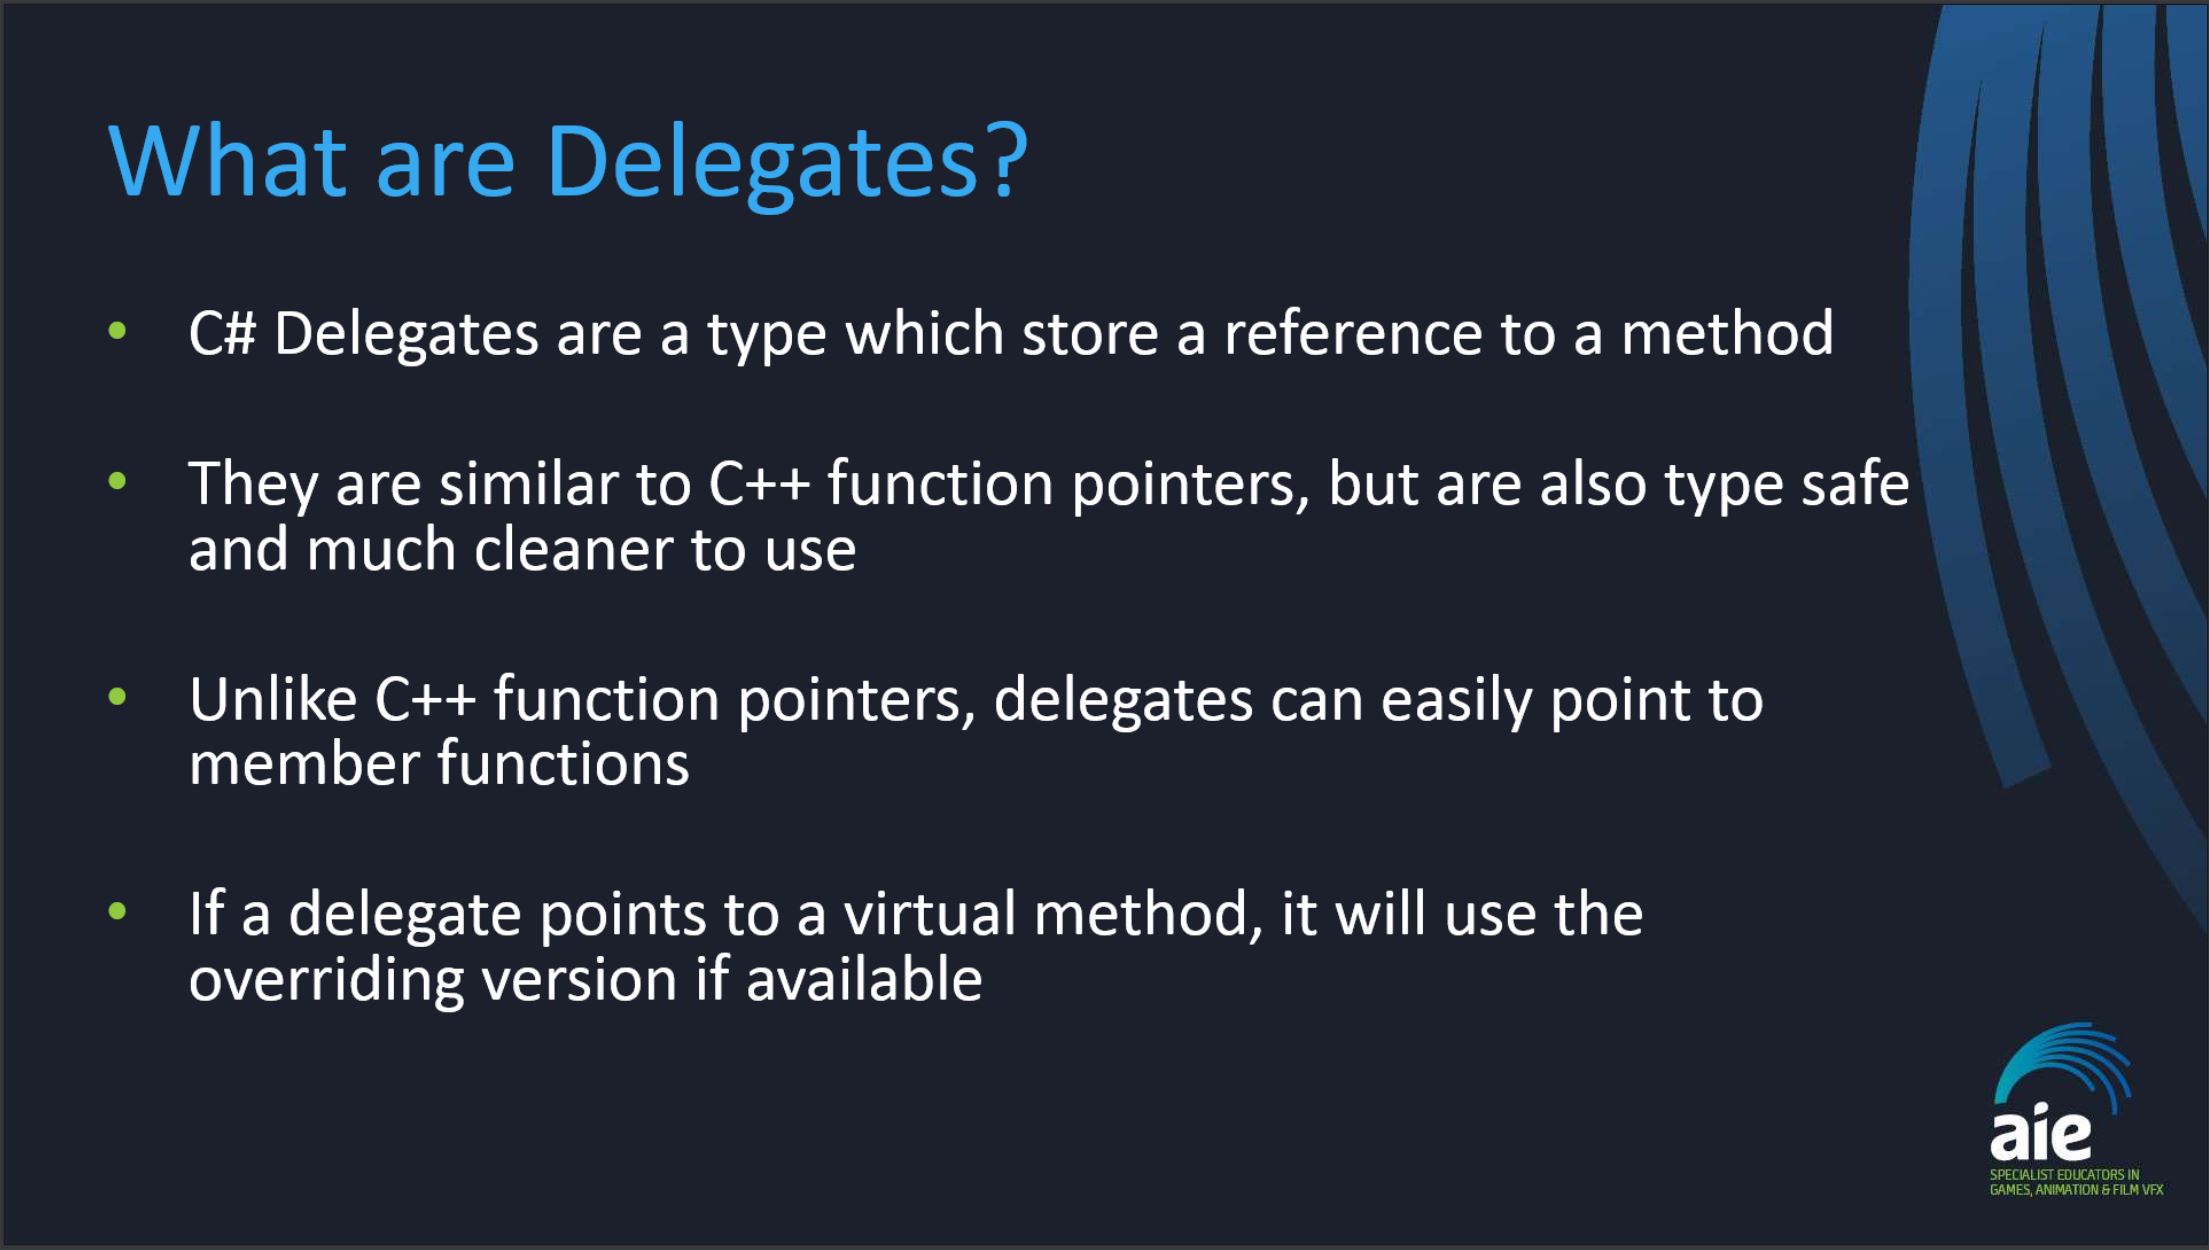 What are Delegates?
• C# Delegates are a type which store a reference to a method
• They are similar to C++ function pointers, but are also type safe
and much cleaner to use
• Unlike C++ function pointers, delegates can easily point to
member functions
• If a delegate points to a virtual method, it will use the
overriding version if available
aie
SPECIALIST EDUCATORS IN
GAMES, ANIMATION & FILM VFX